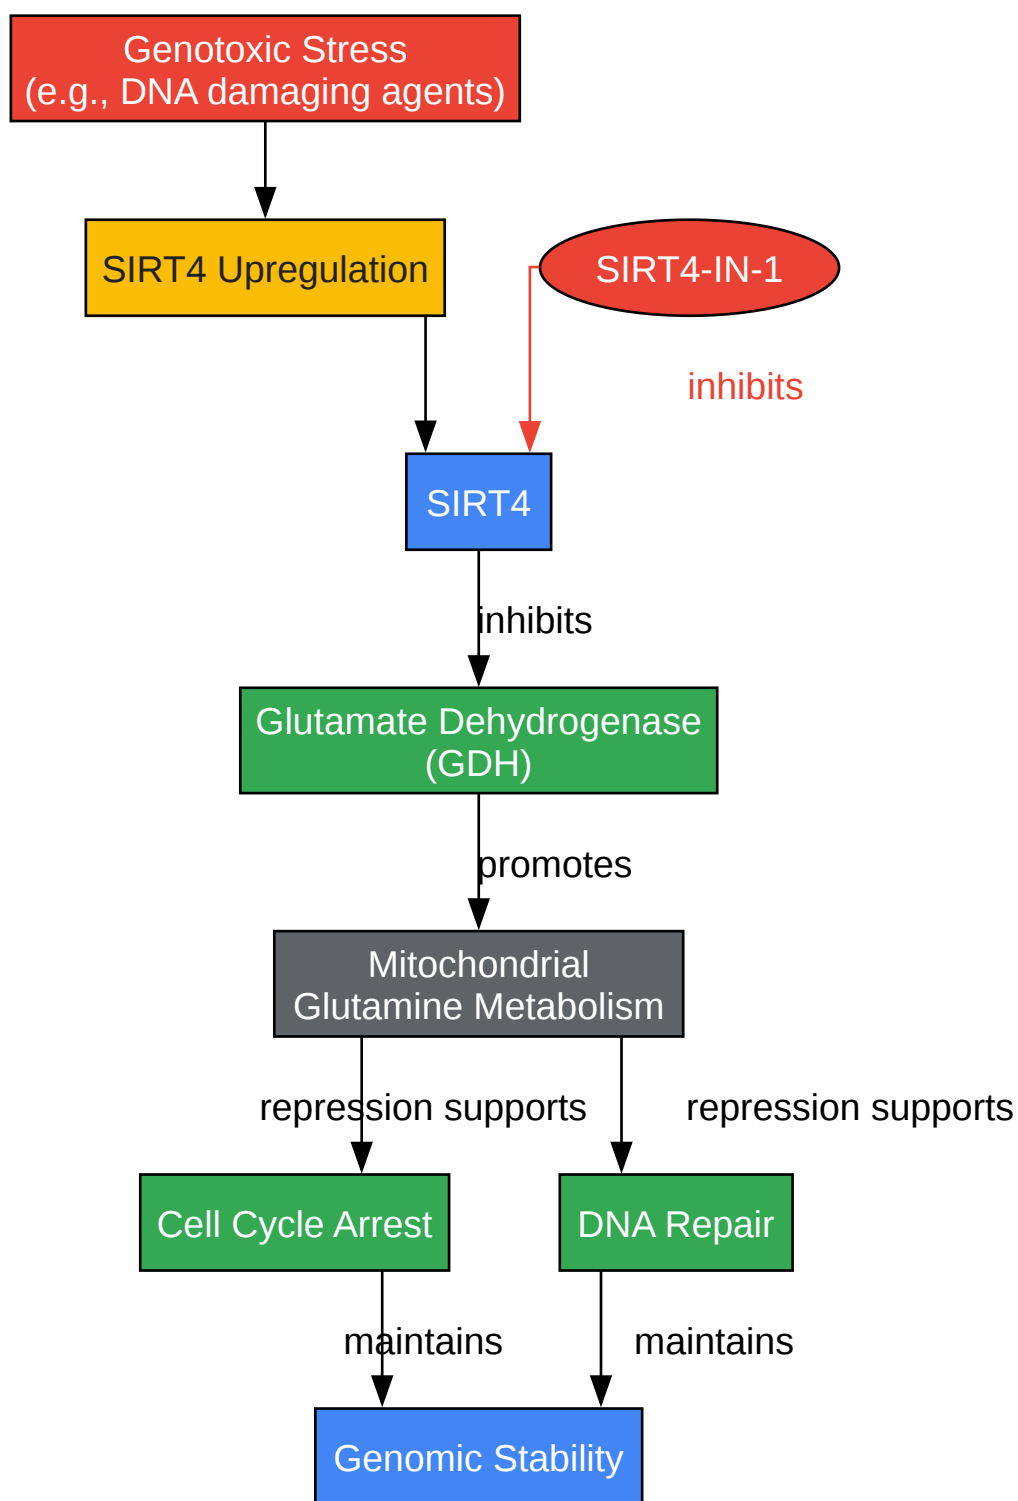 Genotoxic Stress
(e.g., DNA damaging agents)
SIRT4 Upregulation
SIRT4-IN-1
inhibits
SIRT4
inhibits
Glutamate Dehydrogenase
(GDH)
promotes
Mitochondrial
Glutamine Metabolism
repression supports
repression supports
Cell Cycle Arrest
DNA Repair
maintains
maintains
Genomic Stability